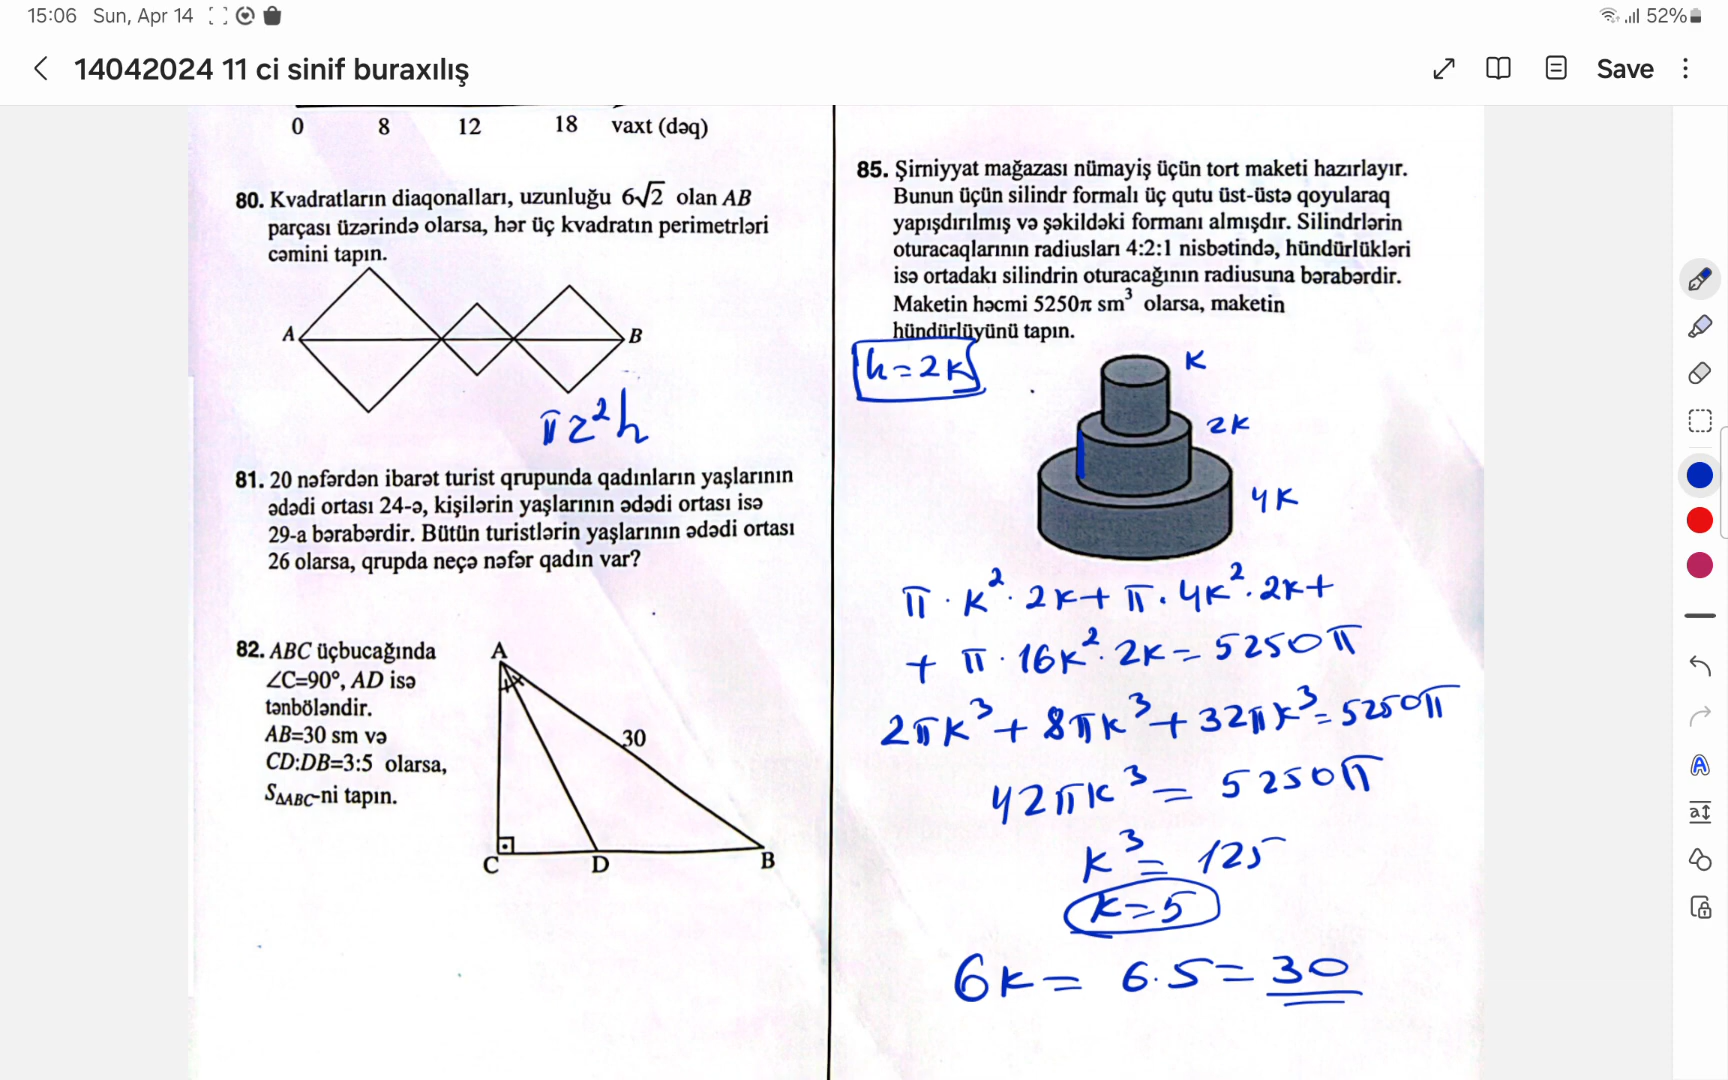 15:06 Sun, Apr 14 52%
14042024 11 ci sinif buraxılış Save
0 8 12 18 vaxt (dəq)
80. Kvadratların diaqonalları, uzunluğu 6√2 olan AB
parçası üzərində olarsa, hər üç kvadratın perimetrləri
cəmini tapın.
A B
πr²h
81. 20 nəfərdən ibarət turist qrupunda qadınların yaşlarının
ədədi ortası 24-ə, kişilərin yaşlarının ədədi ortası isə
29-a bərabərdir. Bütün turistlərin yaşlarının ədədi ortası
26 olarsa, qrupda neçə nəfər qadın var?
82. ABC üçbucağında
∠C=90°, AD isə
tənböləndir.
AB=30 sm və
CD:DB=3:5 olarsa,
S△ABC-ni tapın.
A
30
C D B
85. Şirniyyat mağazası nümayiş üçün tort maketi hazırlayır.
Bunun üçün silindr formalı üç qutu üst-üstə qoyularaq
yapışdırılmış və şəkildəki formanı almışdır. Silindrlərin
oturacaqlarının radiusları 4:2:1 nisbətində, hündürlükləri
isə ortadakı silindrin oturacağının radiusuna bərabərdir.
Maketin həcmi 5250π sm³ olarsa, maketin
hündürlüyünü tapın.
h=2k
k
2k
4k
π·k²·2k+π·4k²·2k+
+π·16k²·2k=5250π
2πk³+8πk³+32πk³=5250π
42πk³=5250π
k³=125
k=5
6k=6·5=30
A
aI